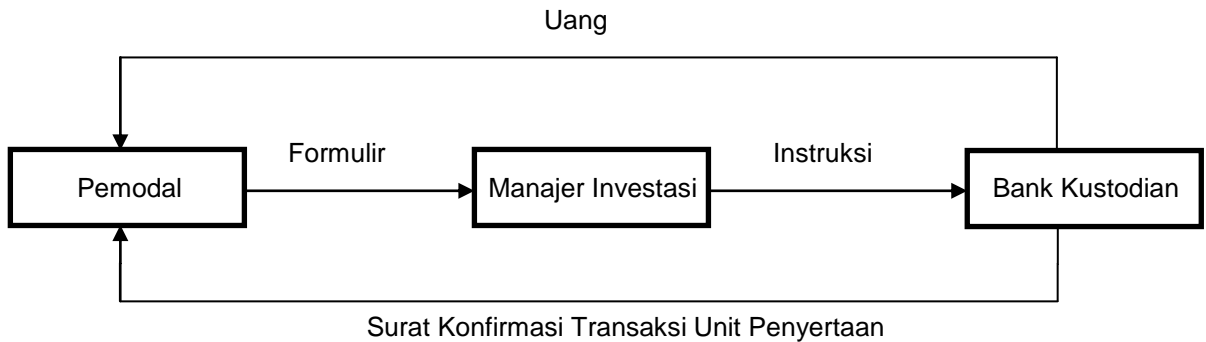 Uang
Formulir
Instruksi
Pemodal
Manajer Investasi
Bank Kustodian
Surat Konfirmasi Transaksi Unit Penyertaan